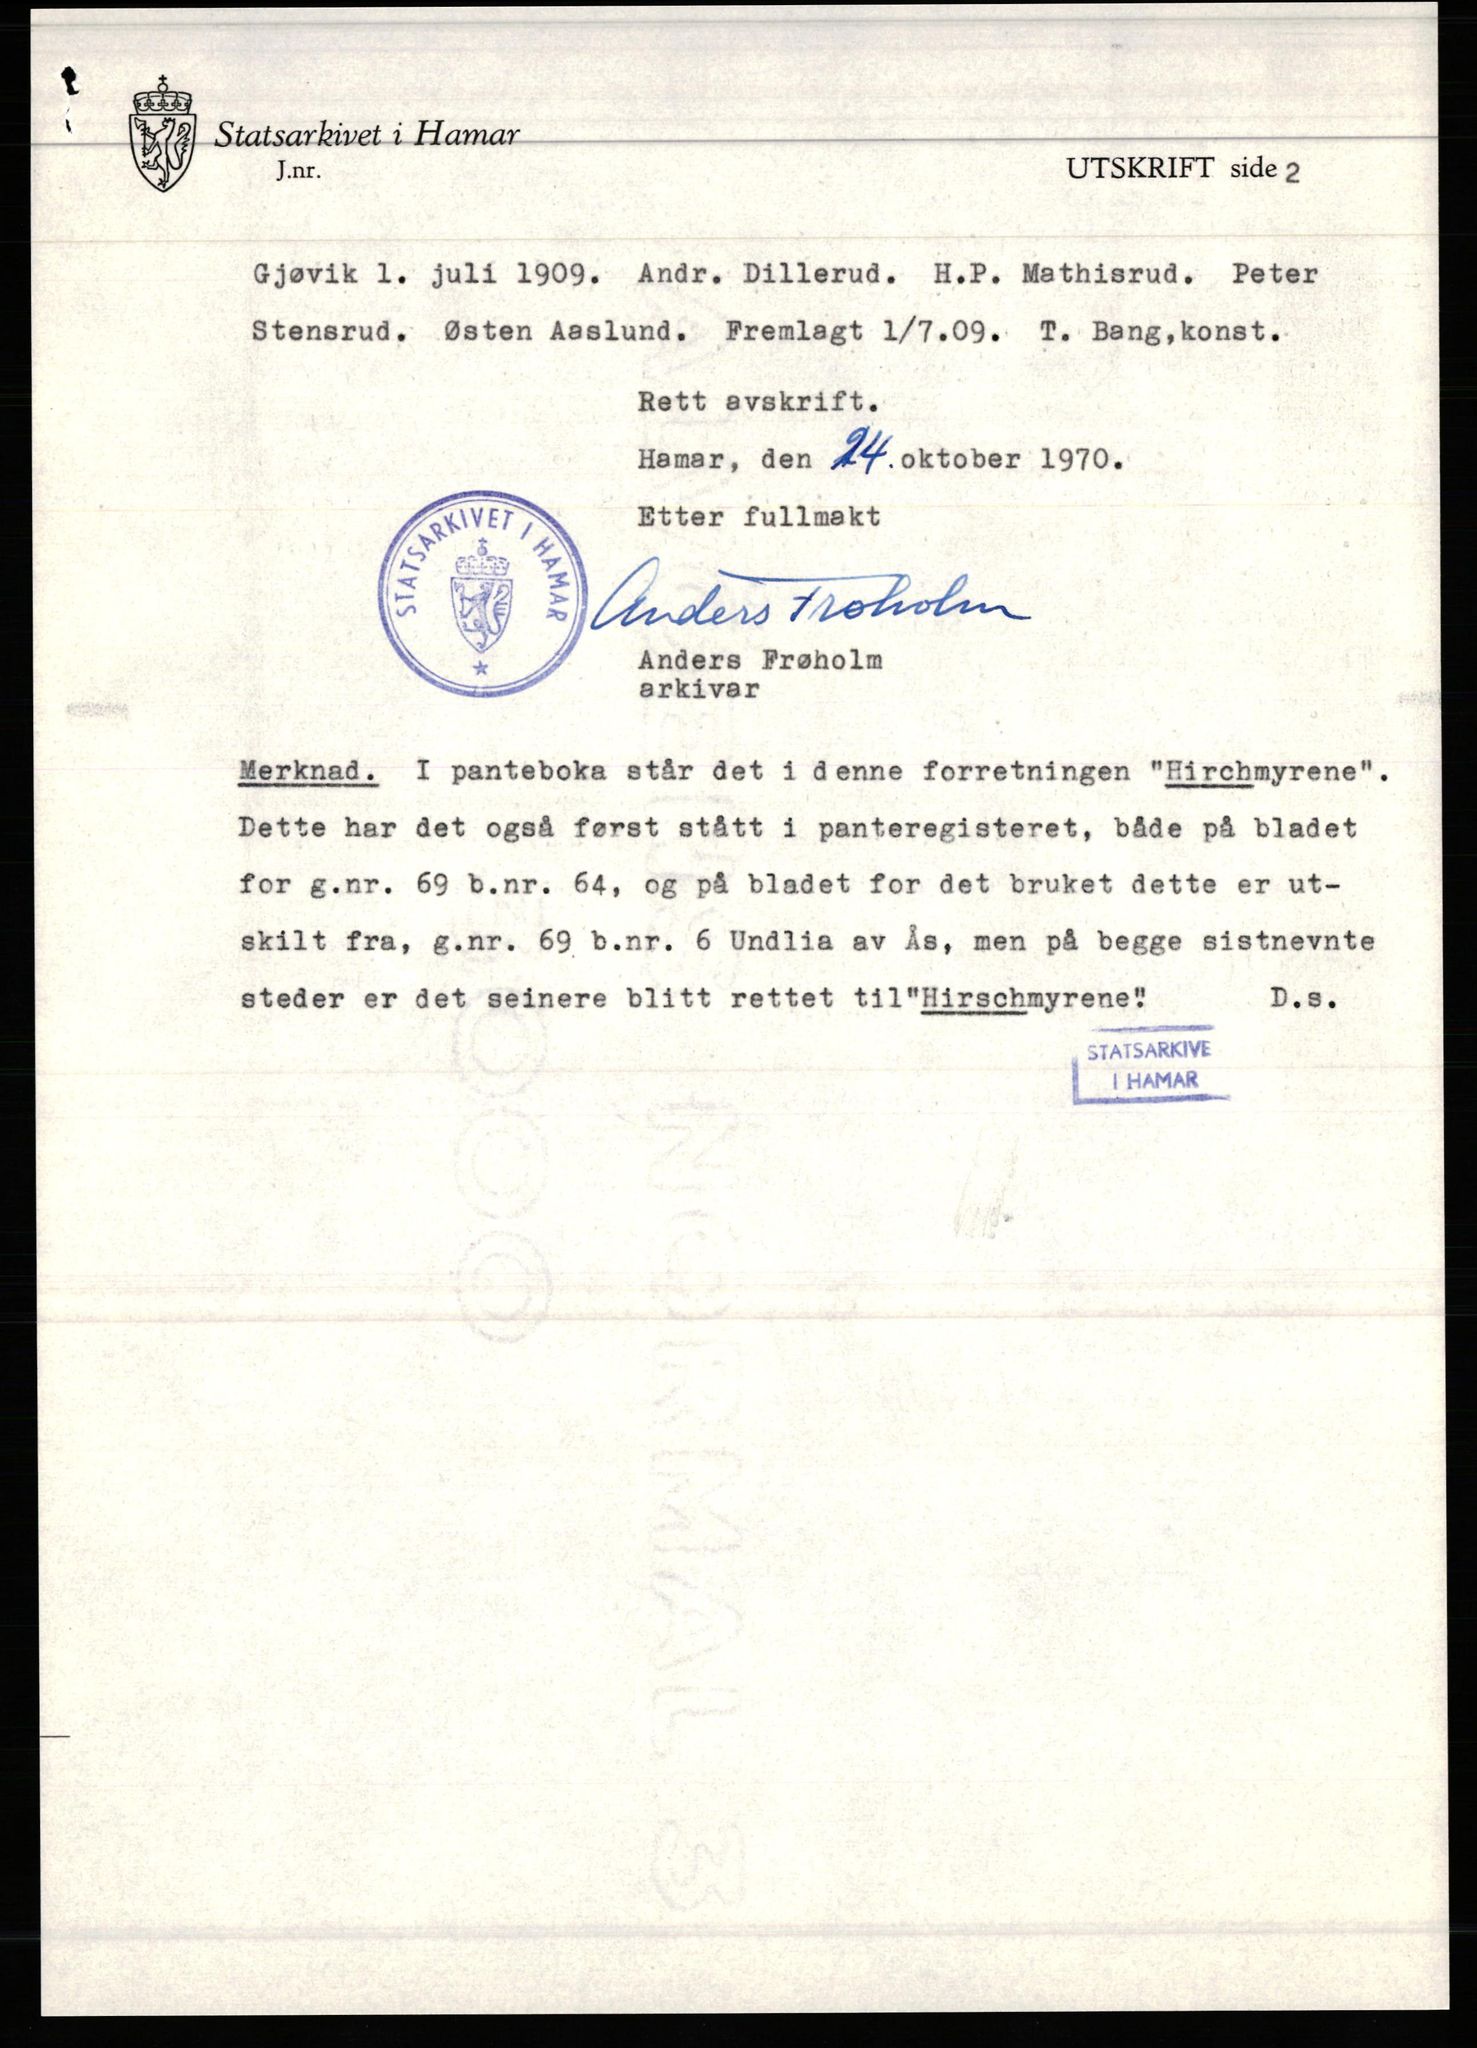 Statsarkivet i Hamar
J.nr.
UTSKRIFT side 2
Gjøvik 1. juli 1909. Andr. Dillerud. H.P. Mathisrud. Peter
Stensrud. Østen Aaslund. Fremlagt 1/7.09. T. Bang,konst.
Rett avskrift.
Hamar, den 24. oktober 1970.
Etter fullmakt
STATSARKIVET I HAMAR
Anders Frøholm
Anders Frøholm
arkivar
Merknad. I panteboka står det i denne forretningen "Hirchmyrene".
Dette har det også først stått i panteregisteret, både på bladet
for g.nr. 69 b.nr. 64, og på bladet for det bruket dette er ut-
skilt fra, g.nr. 69 b.nr. 6 Undlia av Ås, men på begge sistnevnte
steder er det seinere blitt rettet til"Hirschmyrene". D.s.
STATSARKIVE
I HAMAR